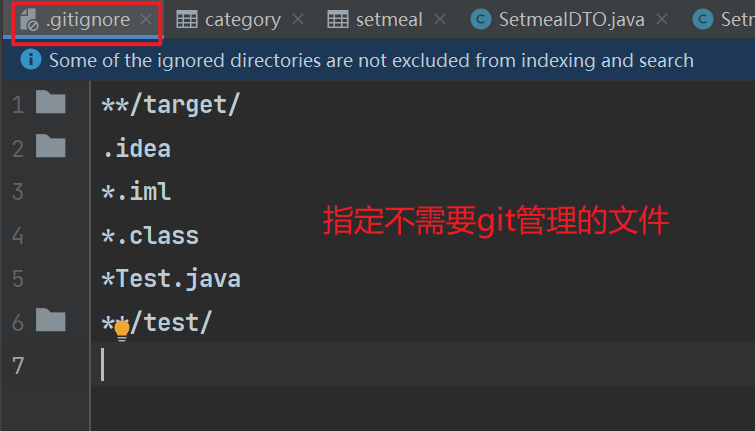 .gitignore category setmeal SetmealDTO.java Setr
Some of the ignored directories are not excluded from indexing and search
1 **/target/
2 .idea
3 *.iml
4 *.class
5 *Test.java
6 **/test/
7
指定不需要git管理的文件